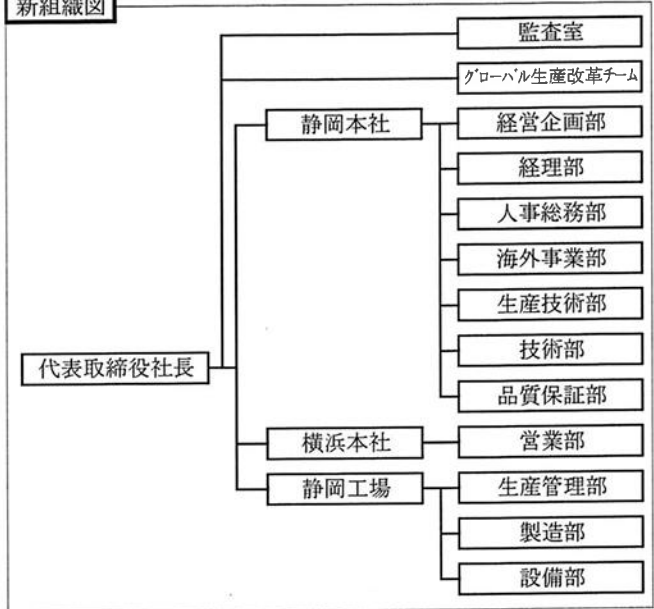 新組織図
監査室
グローバル生産改革チーム
静岡本社
経営企画部
経理部
人事総務部
海外事業部
生産技術部
技術部
品質保証部
代表取締役社長
横浜本社
営業部
静岡工場
生産管理部
製造部
設備部